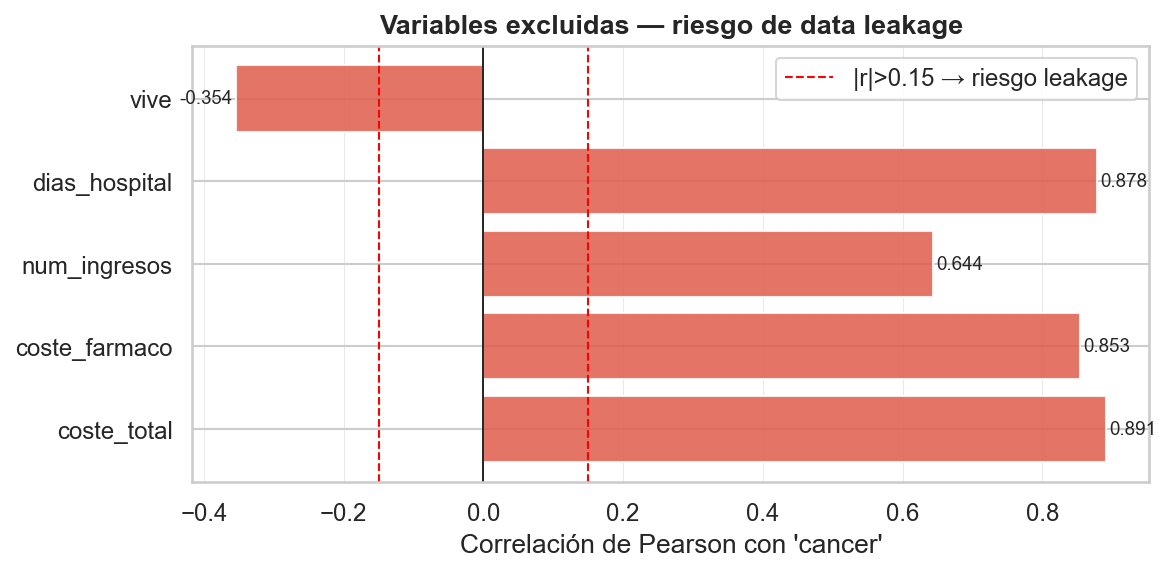 Variables excluidas — riesgo de data leakage
|r|>0.15 → riesgo leakage
vive -0.354
dias_hospital 0.878
num_ingresos 0.644
coste_farmaco 0.853
coste_total 0.891
−0.4 −0.2 0.0 0.2 0.4 0.6 0.8
Correlación de Pearson con 'cancer'